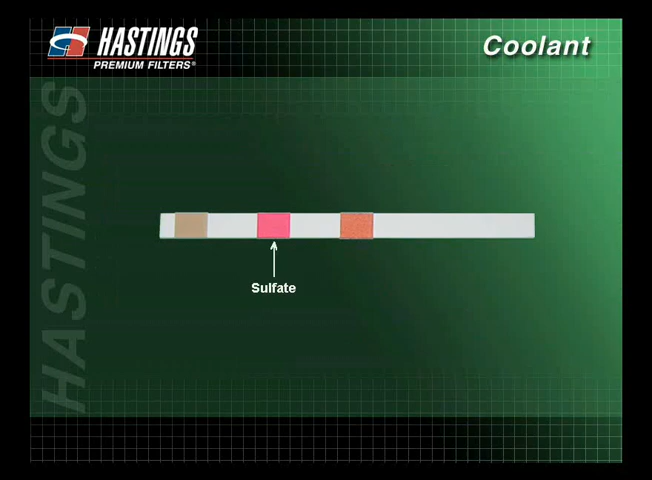 HASTINGS
PREMIUM FILTERS®
Coolant
HASTINGS
Sulfate